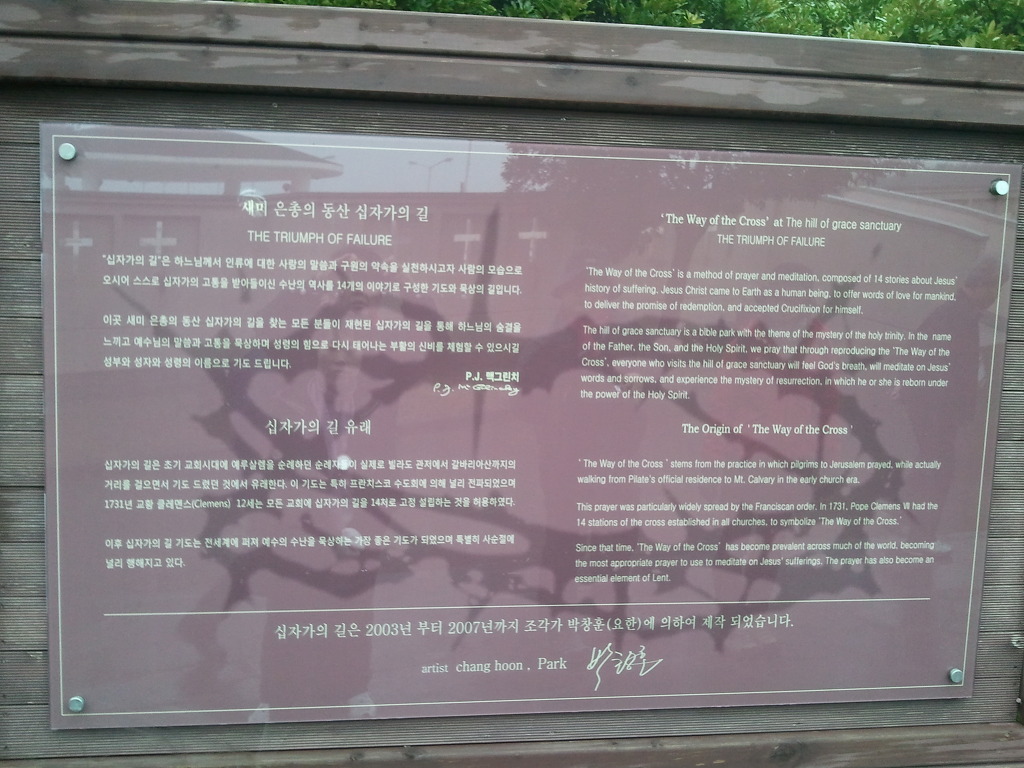 새미 은총의 동산 십자가의 길
THE TRIUMPH OF FAILURE
"십자가의 길"은 하느님께서 인류에 대한 사랑의 말씀과 구원의 약속을 실천하시고자 사람의 모습으로
오시어 스스로 십자가의 고통을 받아들이신 수난의 역사를 14개의 이야기로 구성한 기도와 묵상의 길입니다.
이곳 새미 은총의 동산 십자가의 길을 찾는 모든 분들이 재현된 십자가의 길을 통해 하느님의 숨결을
느끼고 예수님의 말씀과 고통을 묵상하며 성령의 힘으로 다시 태어나는 부활의 신비를 체험할 수 있으시길
성부와 성자와 성령의 이름으로 기도 드립니다.
P.J. 맥그린치
십자가의 길 유래
십자가의 길은 초기 교회시대에 예루살렘을 순례하던 순례자들이 실제로 빌라도 관저에서 갈바리아산까지의
거리를 걸으면서 기도 드렸던 것에서 유래한다. 이 기도는 특히 프란치스코 수도회에 의해 널리 전파되었으며
1731년 교황 클레멘스(Clemens) 12세는 모든 교회에 십자가의 길을 14처로 고정 설립하는 것을 허용하였다.
이후 십자가의 길 기도는 전세계에 퍼져 예수의 수난을 묵상하는 가장 좋은 기도가 되었으며 특별히 사순절에
널리 행해지고 있다.
'The Way of the Cross' at The hill of grace sanctuary
THE TRIUMPH OF FAILURE
'The Way of the Cross' is a method of prayer and meditation, composed of 14 stories about Jesus'
history of suffering. Jesus Christ came to Earth as a human being, to offer words of love for mankind,
to deliver the promise of redemption, and accepted Crucifixion for himself.
The hill of grace sanctuary is a bible park with the theme of the mystery of the holy trinity. In the name
of the Father, the Son, and the Holy Spirit, we pray that through reproducing the 'The Way of the
Cross', everyone who visits the hill of grace sanctuary will feel God's breath, will meditate on Jesus'
words and sorrows, and experience the mystery of resurrection, in which he or she is reborn under
the power of the Holy Spirit.
The Origin of 'The Way of the Cross'
'The Way of the Cross' stems from the practice in which pilgrims to Jerusalem prayed, while actually
walking from Pilate's official residence to Mt. Calvary in the early church era.
This prayer was particularly widely spread by the Franciscan order. In 1731, Pope Clemens Ⅶ had the
14 stations of the cross established in all churches, to symbolize 'The Way of the Cross.'
Since that time, 'The Way of the Cross' has become prevalent across much of the world, becoming
the most appropriate prayer to use to meditate on Jesus' sufferings. The prayer has also become an
essential element of Lent.
십자가의 길은 2003년 부터 2007년까지 조각가 박창훈(요한)에 의하여 제작 되었습니다.
artist chang hoon , Park 박창훈